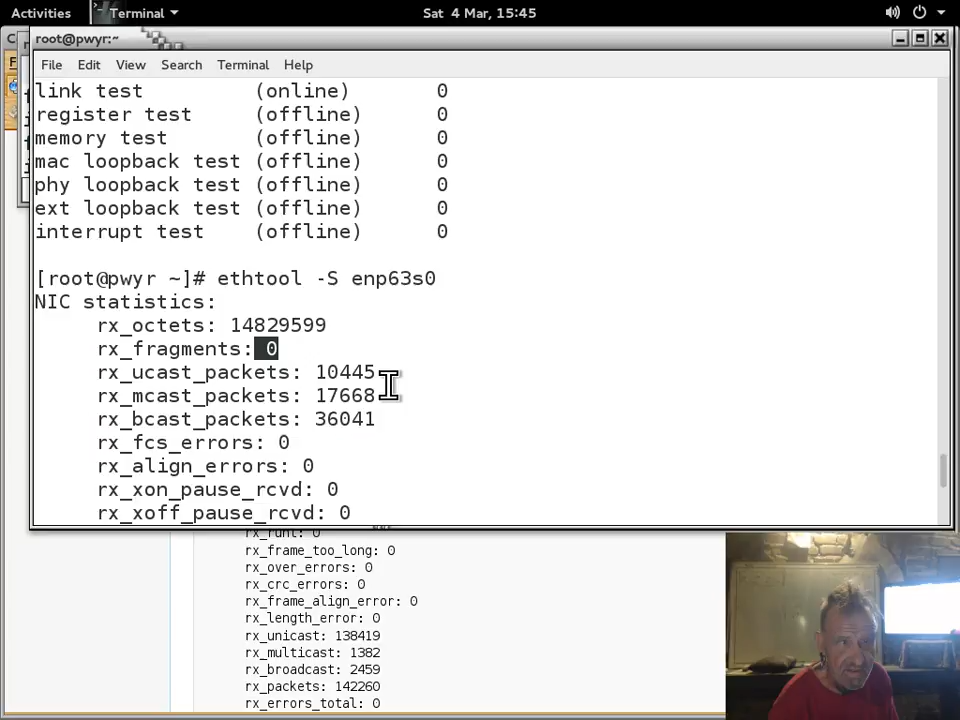 Activities
Terminal
Sat 4 Mar, 15:45
root@pwyr:~
File Edit View Search Terminal Help
link test (online) 0
register test (offline) 0
memory test (offline) 0
mac loopback test (offline) 0
phy loopback test (offline) 0
ext loopback test (offline) 0
interrupt test (offline) 0
[root@pwyr ~]# ethtool -S enp63s0
NIC statistics:
rx_octets: 14829599
rx_fragments: 0
rx_ucast_packets: 10445
rx_mcast_packets: 17668
rx_bcast_packets: 36041
rx_fcs_errors: 0
rx_align_errors: 0
rx_xon_pause_rcvd: 0
rx_xoff_pause_rcvd: 0
rx_runt: 0
rx_frame_too_long: 0
rx_over_errors: 0
rx_crc_errors: 0
rx_frame_align_error: 0
rx_length_error: 0
rx_unicast: 138419
rx_multicast: 1382
rx_broadcast: 2459
rx_packets: 142260
rx_errors_total: 0